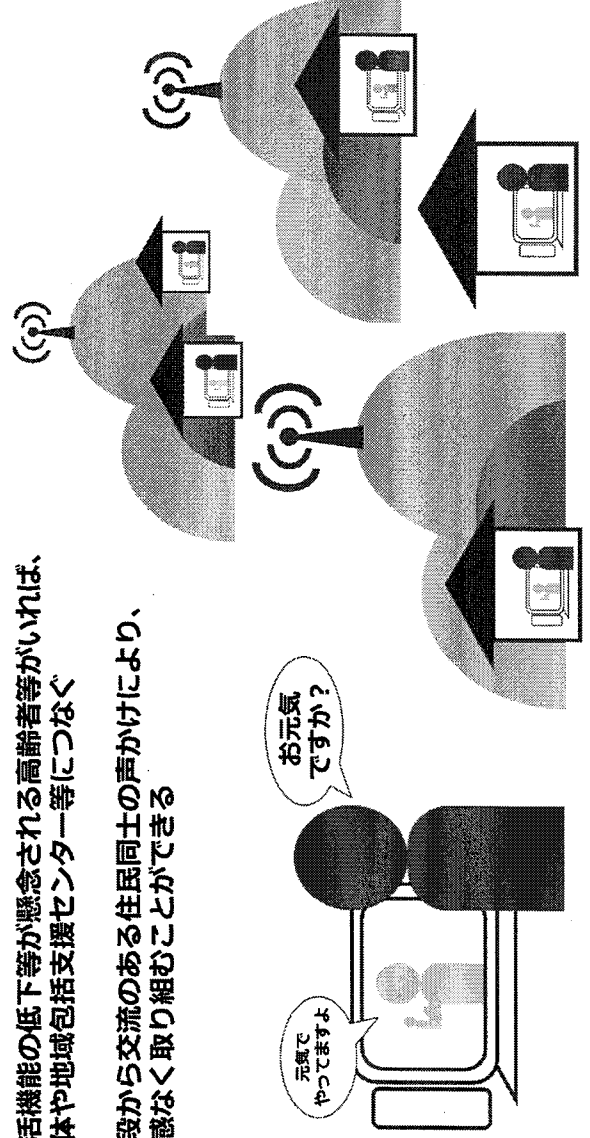 活機能の低下等が懸念される高齢者等がいれば、
体や地域包括支援センター等につなぐ
段から交流のある住民同士の声かけにより、
感なく取り組むことができる
お元気
ですか？
元気で
やってますよ